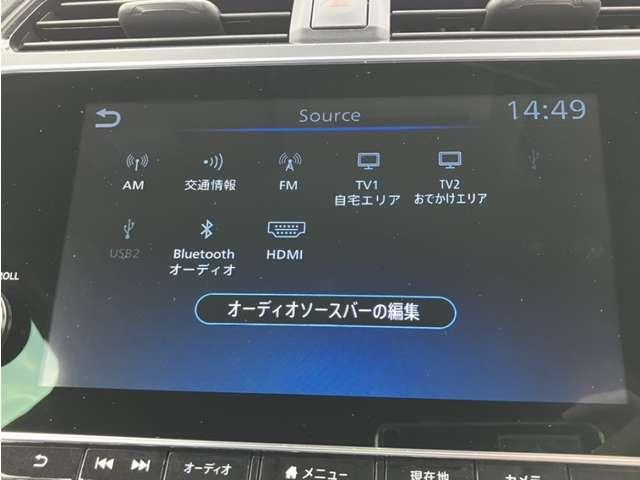 Source
14:49
AM
交通情報
FM
TV1
自宅エリア
TV2
おでかけエリア
USB2
Bluetooth
オーディオ
HDMI
オーディオソースバーの編集
オーディオ
メニュー
現在地
カメラ